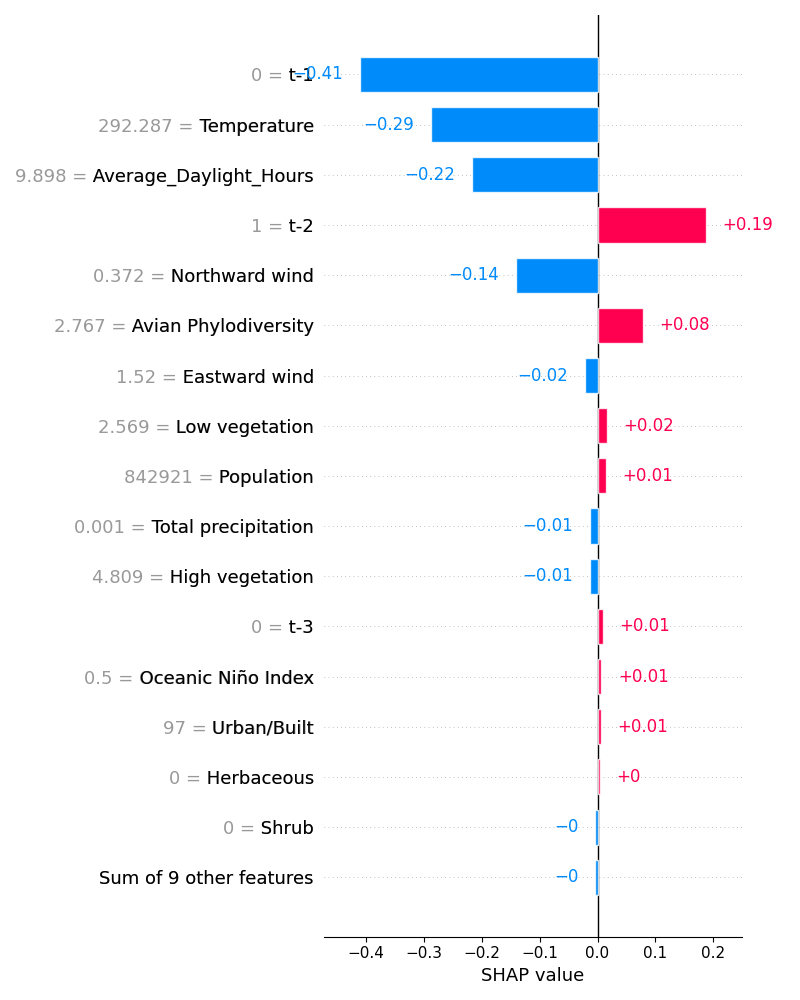 0 = t-1 −0.41
292.287 = Temperature −0.29
9.898 = Average_Daylight_Hours −0.22
1 = t-2 +0.19
0.372 = Northward wind −0.14
2.767 = Avian Phylodiversity +0.08
1.52 = Eastward wind −0.02
2.569 = Low vegetation +0.02
842921 = Population +0.01
0.001 = Total precipitation −0.01
4.809 = High vegetation −0.01
0 = t-3 +0.01
0.5 = Oceanic Niño Index +0.01
97 = Urban/Built +0.01
0 = Herbaceous +0
0 = Shrub −0
Sum of 9 other features −0
−0.4 −0.3 −0.2 −0.1 0.0 0.1 0.2
SHAP value